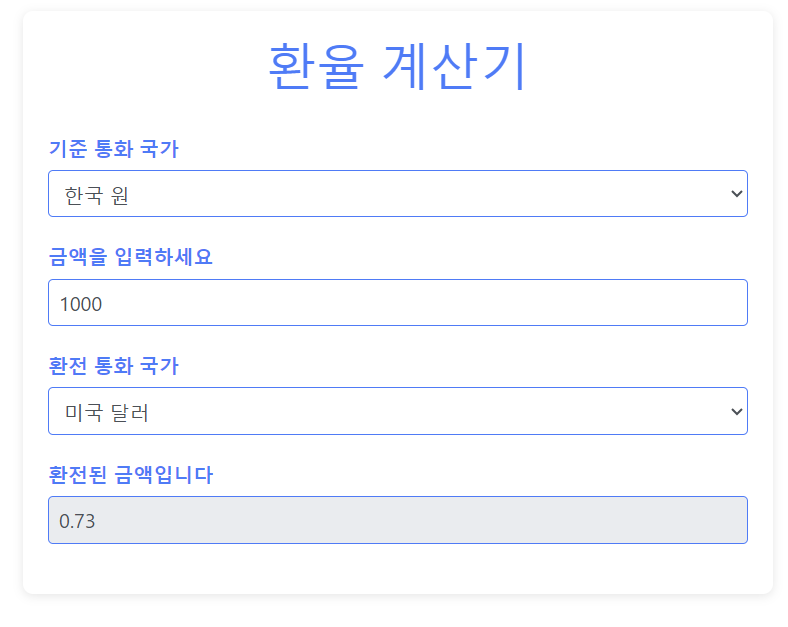 환율 계산기
기준 통화 국가
한국 원
금액을 입력하세요
1000
환전 통화 국가
미국 달러
환전된 금액입니다
0.73